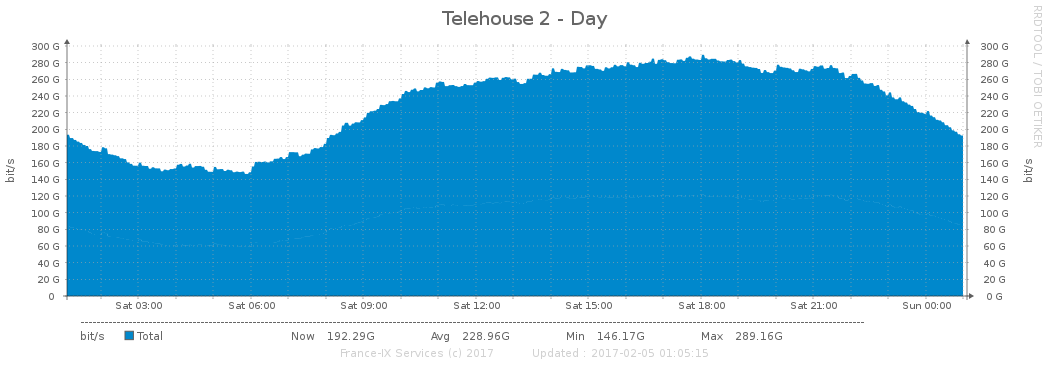 Telehouse 2 - Day
RRDTOOL / TOBI OETIKER
bit/s
300 G 300 G
280 G 280 G
260 G 260 G
240 G 240 G
220 G 220 G
200 G 200 G
180 G 180 G
160 G 160 G
140 G 140 G
120 G 120 G
100 G 100 G
80 G 80 G
60 G 60 G
40 G 40 G
20 G 20 G
0 0 G
bit/s
Sat 03:00 Sat 06:00 Sat 09:00 Sat 12:00 Sat 15:00 Sat 18:00 Sat 21:00 Sun 00:00
bit/s Total Now 192.29G Avg 228.96G Min 146.17G Max 289.16G
France-IX Services (c) 2017 Updated : 2017-02-05 01:05:15